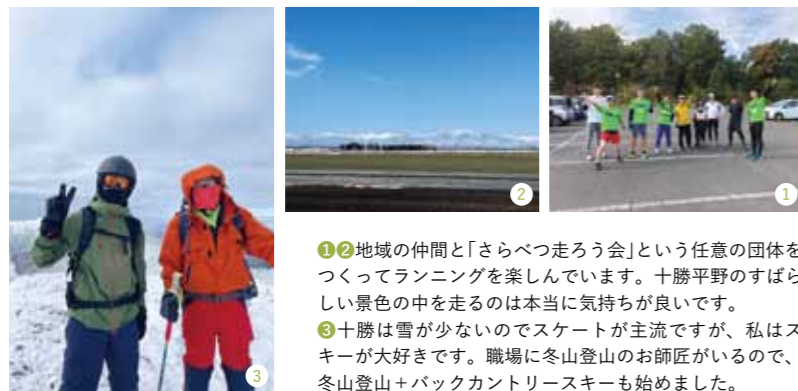 3
2
1
❶❷地域の仲間と「さらべつ走ろう会」という任意の団体を
つくってランニングを楽しんでいます。十勝平野のすばら
しい景色の中を走るのは本当に気持ちが良いです。
❸十勝は雪が少ないのでスケートが主流ですが、私はス
キーが大好きです。職場に冬山登山のお師匠がいるので、
冬山登山＋バックカントリースキーも始めました。